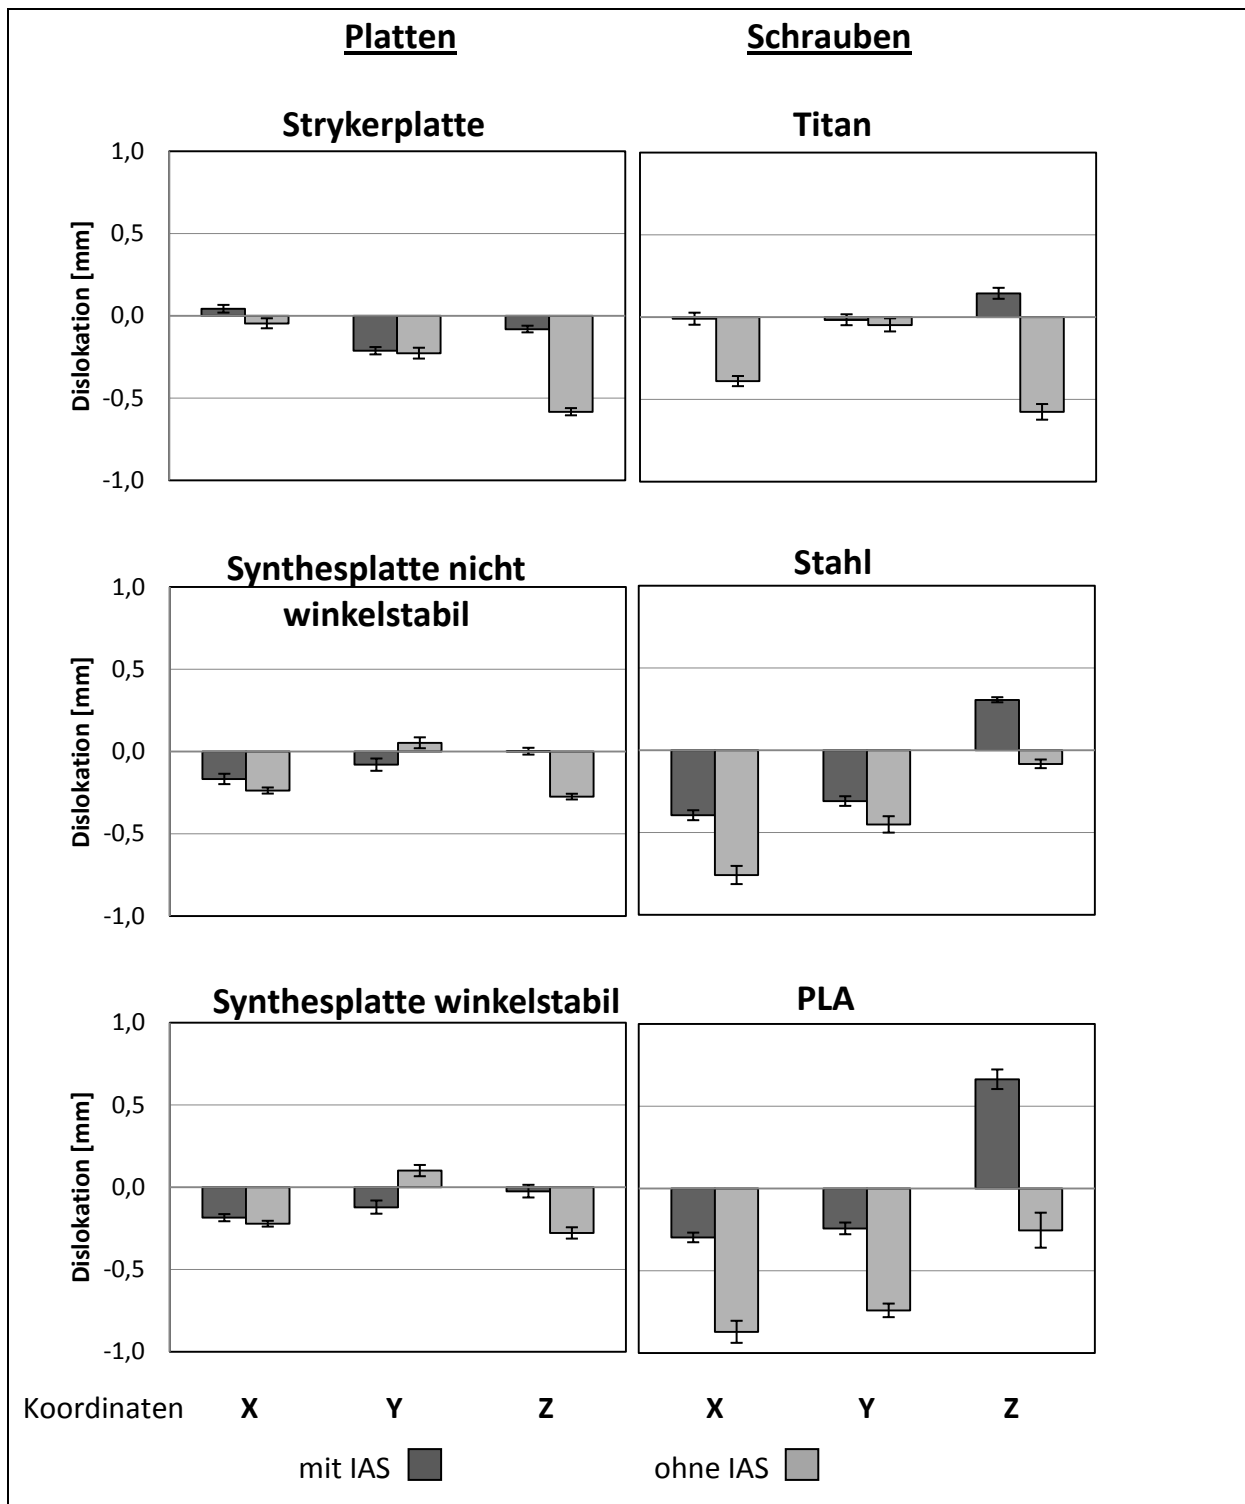 Platten Schrauben
Strykerplatte Titan
Dislokation [mm]
1,0
0,5
0,0
-0,5
-1,0
Synthesplatte nicht
winkelstabil
Stahl
Dislokation [mm]
1,0
0,5
0,0
-0,5
-1,0
Synthesplatte winkelstabil PLA
Dislokation [mm]
1,0
0,5
0,0
-0,5
-1,0
Koordinaten X Y Z X Y Z
mit IAS ohne IAS